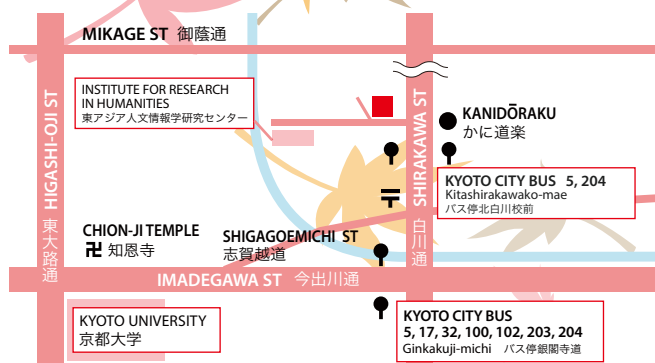 MIKAGE ST 御蔭通
INSTITUTE FOR RESEARCH
IN HUMANITIES
東アジア人文情報学研究センター
HIGASHI-OJI ST 東大路通
SHIRAKAWA ST 白川通
KANIDŌRAKU
かに道楽
KYOTO CITY BUS 5, 204
Kitashirakawako-mae
バス停北白川校前
CHION-JI TEMPLE
卍 知恩寺
SHIGAGOEMICHI ST
志賀越道
〒
IMADEGAWA ST 今出川通
KYOTO UNIVERSITY
京都大学
KYOTO CITY BUS
5, 17, 32, 100, 102, 203, 204
Ginkakuji-michi バス停銀閣寺道